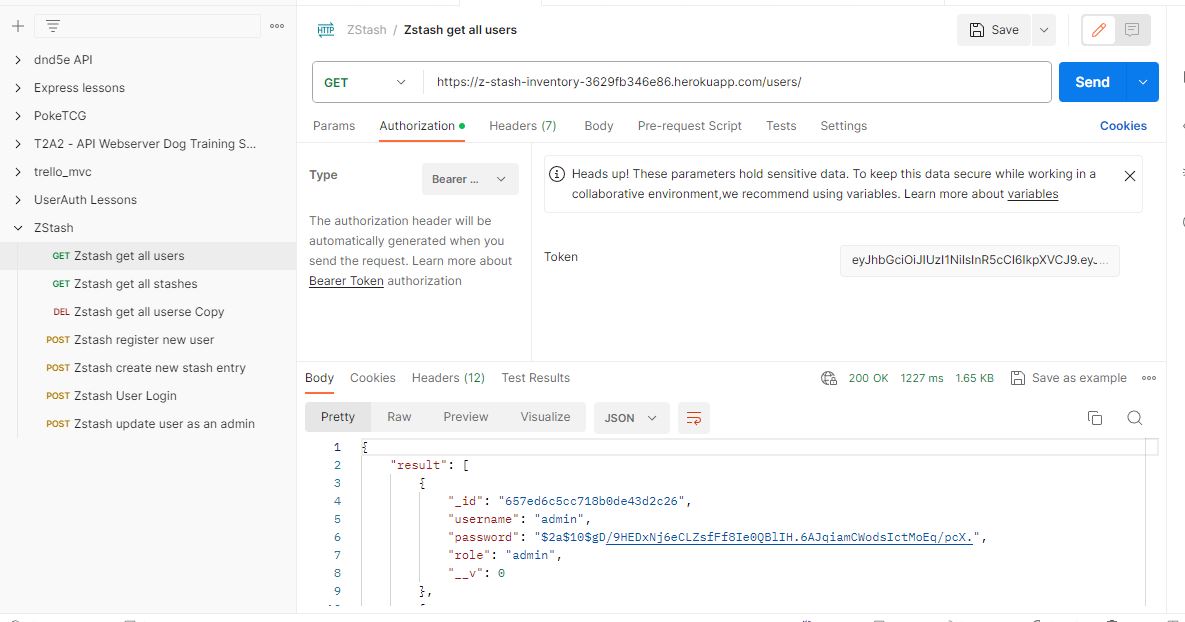 dnd5e API
Express lessons
PokeTCG
T2A2 - API Webserver Dog Training S...
trello_mvc
UserAuth Lessons
ZStash
GET Zstash get all users
GET Zstash get all stashes
DEL Zstash get all userse Copy
POST Zstash register new user
POST Zstash create new stash entry
POST Zstash User Login
POST Zstash update user as an admin
HTTP ZStash / Zstash get all users
Save
GET https://z-stash-inventory-3629fb346e86.herokuapp.com/users/
Send
Params Authorization Headers (7) Body Pre-request Script Tests Settings Cookies
Type Bearer ...
The authorization header will be
automatically generated when you
send the request. Learn more about
Bearer Token authorization
Heads up! These parameters hold sensitive data. To keep this data secure while working in a
collaborative environment,we recommend using variables. Learn more about variables
Token eyJhbGciOiJIUzI1NiIsInR5cCI6IkpXVCJ9.ey...
Body Cookies Headers (12) Test Results 200 OK 1227 ms 1.65 KB Save as example
Pretty Raw Preview Visualize JSON
1 {
2 "result": [
3 {
4 "_id": "657ed6c5cc718b0de43d2c26",
5 "username": "admin",
6 "password": "$2a$10$gD/9HEDxNj6eCLZsfFf8Ie0QBlIH.6AJqiamCWodsIctMoEq/pcX.",
7 "role": "admin",
8 "__v": 0
9 },